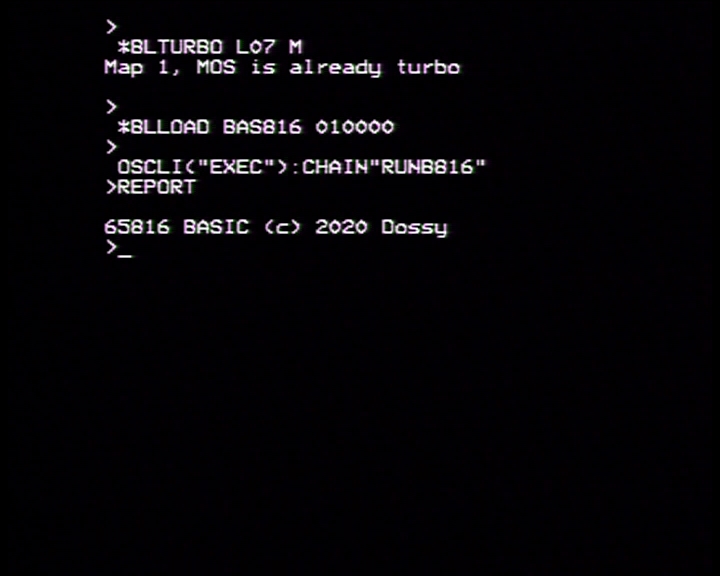 >
 *BLTURBO L07 M
Map 1, MOS is already turbo
>
 *BLLOAD BAS816 010000
>
 OSCLI("EXEC"):CHAIN"RUNB816"
>REPORT
65816 BASIC (c) 2020 Dossy
>_